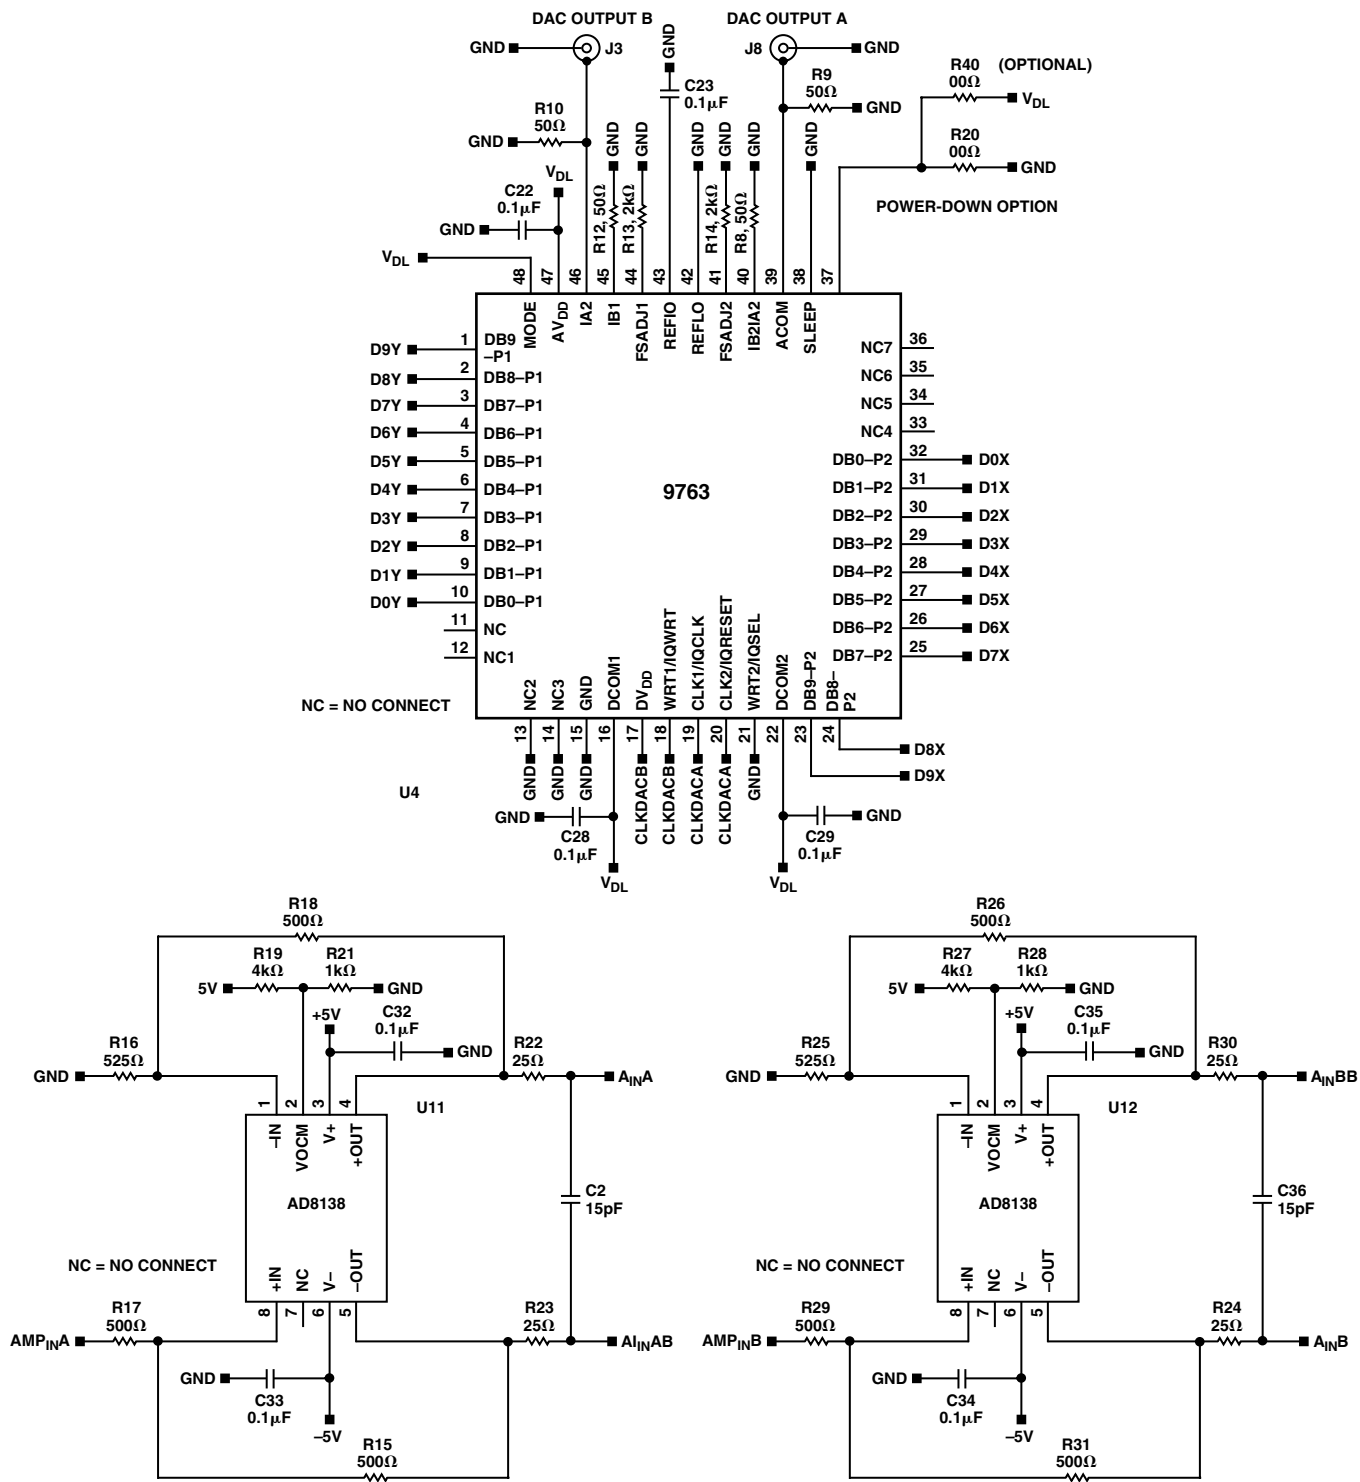 DAC OUTPUT B
DAC OUTPUT A
GND
J3
GND
J8
GND
R40
00Ω
(OPTIONAL)
VDL
C23
0.1µF
R9
50Ω
GND
R10
50Ω
GND
GND
GND
GND
GND
GND
GND
R20
00Ω
GND
VDL
C22
0.1µF
GND
R12, 50Ω
R13, 2kΩ
R14, 2kΩ
R8, 50Ω
POWER-DOWN OPTION
VDL
48
47
46
45
44
43
42
41
40
39
38
37
MODE
AVDD
IA2
IB1
FSADJ1
REFIO
REFLO
FSADJ2
IB2IA2
ACOM
SLEEP
D9Y 1 DB9
–P1
D8Y 2 DB8–P1
D7Y 3 DB7–P1
D6Y 4 DB6–P1
D5Y 5 DB5–P1
D4Y 6 DB4–P1
D3Y 7 DB3–P1
D2Y 8 DB2–P1
D1Y 9 DB1–P1
D0Y 10 DB0–P1
11 NC
12 NC1
9763
NC7 36
NC6 35
NC5 34
NC4 33
DB0–P2 32 D0X
DB1–P2 31 D1X
DB2–P2 30 D2X
DB3–P2 29 D3X
DB4–P2 28 D4X
DB5–P2 27 D5X
DB6–P2 26 D6X
DB7–P2 25 D7X
NC2
NC3
GND
DCOM1
DVDD
WRT1/IQWRT
CLK1/IQCLK
CLK2/IQRESET
WRT2/IQSEL
DCOM2
DB9–P2
DB8–
P2
NC = NO CONNECT
13
14
15
16
17
18
19
20
21
22
23
24
D8X
D9X
GND
GND
GND
CLKDACB
CLKDACB
CLKDACA
CLKDACA
GND
U4
GND
C28
0.1µF
VDL
C29
0.1µF
GND
VDL
R18
500Ω
R19
4kΩ
R21
1kΩ
5V
GND
+5V
C32
0.1µF
GND
R16
525Ω
GND
R22
25Ω
AINA
1
2
3
4
U11
–IN
VOCM
V+
+OUT
AD8138
C2
15pF
NC = NO CONNECT
+IN
NC
V–
–OUT
8
7
6
5
R17
500Ω
AMPINA
R23
25Ω
AIINAB
GND
C33
0.1µF
–5V
R15
500Ω
R26
500Ω
R27
4kΩ
R28
1kΩ
5V
GND
+5V
C35
0.1µF
GND
R25
525Ω
GND
R30
25Ω
AINBB
1
2
3
4
U12
–IN
VOCM
V+
+OUT
AD8138
C36
15pF
NC = NO CONNECT
+IN
NC
V–
–OUT
8
7
6
5
R29
500Ω
AMPINB
R24
25Ω
AINB
GND
C34
0.1µF
–5V
R31
500Ω